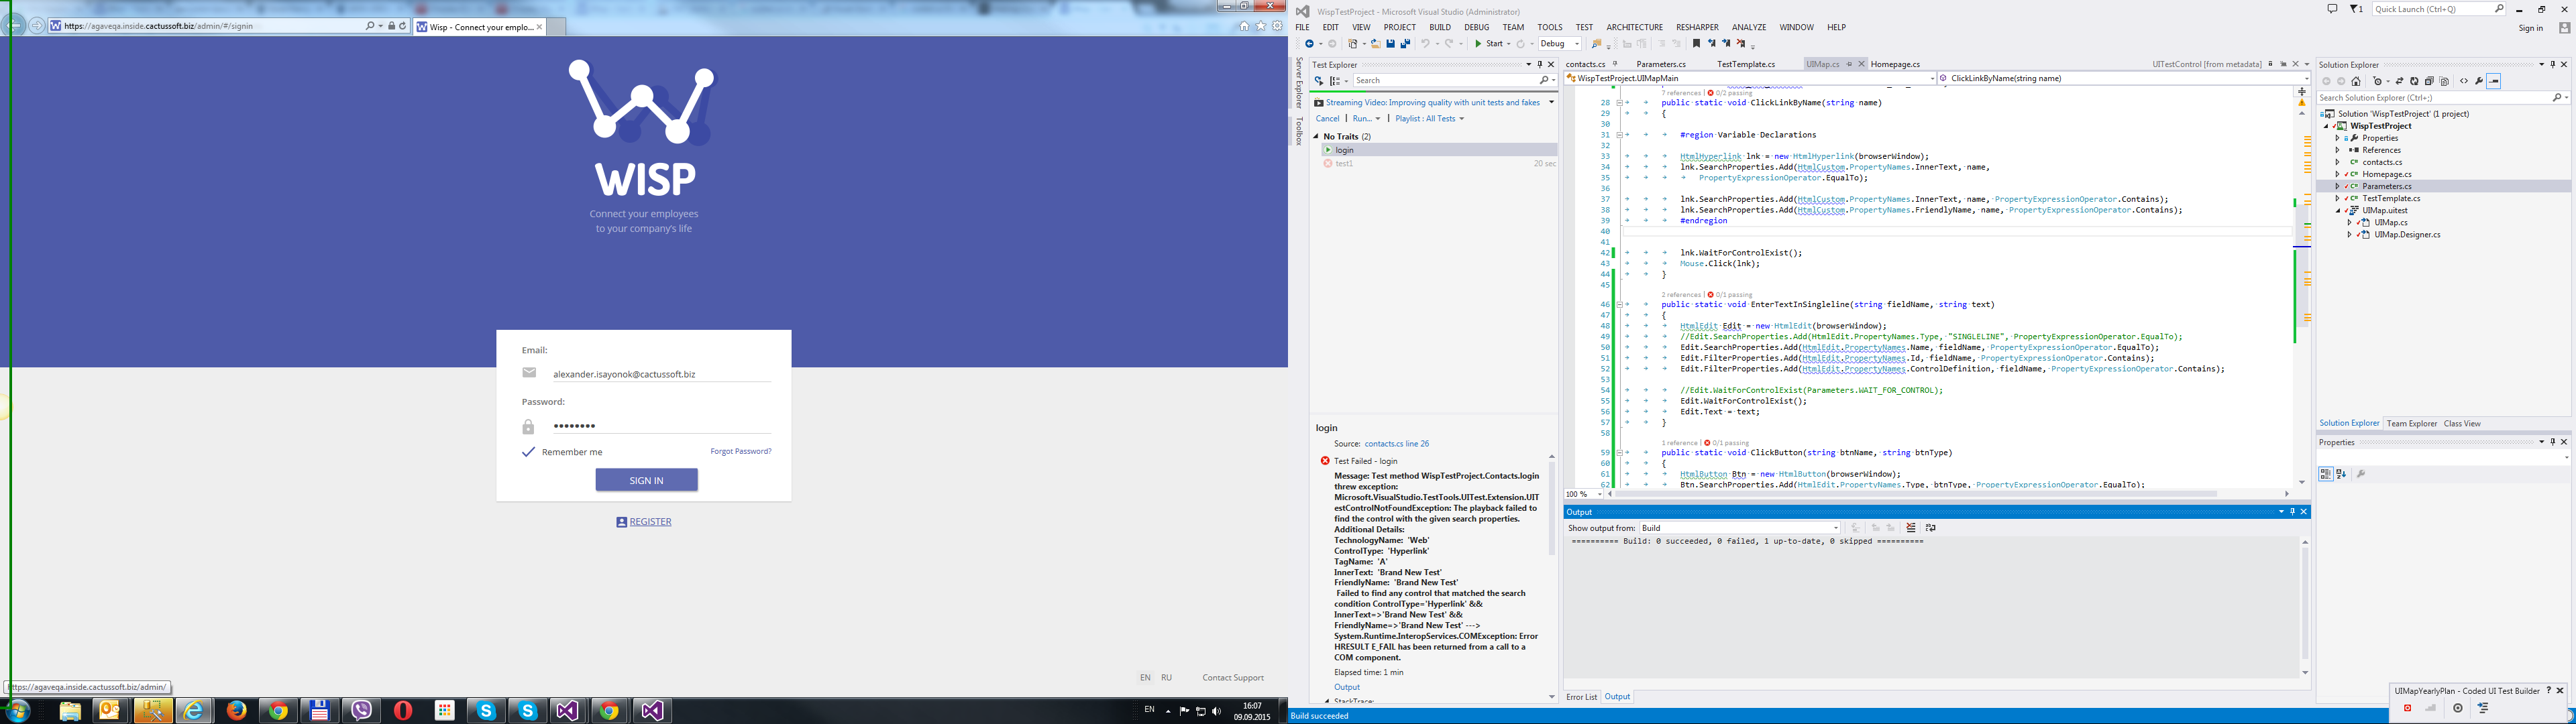 https://agaveqa.inside.cactussoft.biz/admin/#/signin
Wisp - Connect your emplo...
WISP
Connect your employees
to your company's life
Email:
alexander.isayonok@cactussoft.biz
Password:
••••••••
Remember me
Forgot Password?
SIGN IN
REGISTER
EN RU Contact Support
https://agaveqa.inside.cactussoft.biz/admin/
EN
16:07
09.09.2015
WispTestProject - Microsoft Visual Studio (Administrator)
1
Quick Launch (Ctrl+Q)
FILE EDIT VIEW PROJECT BUILD DEBUG TEAM TOOLS TEST ARCHITECTURE RESHARPER ANALYZE WINDOW HELP
Sign in
Start
Debug
Server Explorer
Toolbox
Test Explorer
Search
Streaming Video: Improving quality with unit tests and fakes
Cancel | Run... | Playlist : All Tests
No Traits (2)
login
test1 20 sec
login
Source: contacts.cs line 26
Test Failed - login
Message: Test method WispTestProject.Contacts.login
threw exception:
Microsoft.VisualStudio.TestTools.UITest.Extension.UIT
estControlNotFoundException: The playback failed to
find the control with the given search properties.
Additional Details:
TechnologyName: 'Web'
ControlType: 'Hyperlink'
TagName: 'A'
InnerText: 'Brand New Test'
FriendlyName: 'Brand New Test'
Failed to find any control that matched the search
condition ControlType='Hyperlink' &&
InnerText=>'Brand New Test' &&
FriendlyName=>'Brand New Test' --->
System.Runtime.InteropServices.COMException: Error
HRESULT E_FAIL has been returned from a call to a
COM component.
Elapsed time: 1 min
Output
StackTrace:
contacts.cs Parameters.cs TestTemplate.cs UIMap.cs Homepage.cs UITestControl [from metadata]
WispTestProject.UIMapMain
ClickLinkByName(string name)
7 references | 0/2 passing
28 public static void ClickLinkByName(string name)
29 {
30
31 #region Variable Declarations
32
33 HtmlHyperlink lnk = new HtmlHyperlink(browserWindow);
34 lnk.SearchProperties.Add(HtmlCustom.PropertyNames.InnerText, name,
35 PropertyExpressionOperator.EqualTo);
36
37 lnk.SearchProperties.Add(HtmlCustom.PropertyNames.InnerText, name, PropertyExpressionOperator.Contains);
38 lnk.SearchProperties.Add(HtmlCustom.PropertyNames.FriendlyName, name, PropertyExpressionOperator.Contains);
39 #endregion
40
41
42 lnk.WaitForControlExist();
43 Mouse.Click(lnk);
44 }
45
2 references | 0/1 passing
46 public static void EnterTextInSingleline(string fieldName, string text)
47 {
48 HtmlEdit Edit = new HtmlEdit(browserWindow);
49 //Edit.SearchProperties.Add(HtmlEdit.PropertyNames.Type, "SINGLELINE", PropertyExpressionOperator.EqualTo);
50 Edit.SearchProperties.Add(HtmlEdit.PropertyNames.Name, fieldName, PropertyExpressionOperator.EqualTo);
51 Edit.FilterProperties.Add(HtmlEdit.PropertyNames.Id, fieldName, PropertyExpressionOperator.Contains);
52 Edit.FilterProperties.Add(HtmlEdit.PropertyNames.ControlDefinition, fieldName, PropertyExpressionOperator.Contains);
53
54 //Edit.WaitForControlExist(Parameters.WAIT_FOR_CONTROL);
55 Edit.WaitForControlExist();
56 Edit.Text = text;
57 }
58
1 reference | 0/1 passing
59 public static void ClickButton(string btnName, string btnType)
60 {
61 HtmlButton Btn = new HtmlButton(browserWindow);
62 Btn.SearchProperties.Add(HtmlEdit.PropertyNames.Type, btnType, PropertyExpressionOperator.EqualTo);
100 %
Output
Show output from: Build
========== Build: 0 succeeded, 0 failed, 1 up-to-date, 0 skipped ==========
Error List Output
Build succeeded
Solution Explorer
Search Solution Explorer (Ctrl+;)
Solution 'WispTestProject' (1 project)
WispTestProject
Properties
References
contacts.cs
Homepage.cs
Parameters.cs
TestTemplate.cs
UIMap.uitest
UIMap.cs
UIMap.Designer.cs
Solution Explorer Team Explorer Class View
Properties
UIMapYearlyPlan - Coded UI Test Builder